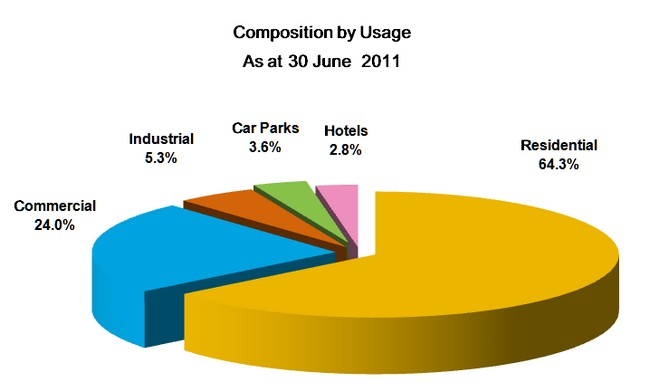 Composition by Usage
As at 30 June 2011
Industrial
5.3%
Car Parks
3.6%
Hotels
2.8%
Residential
64.3%
Commercial
24.0%